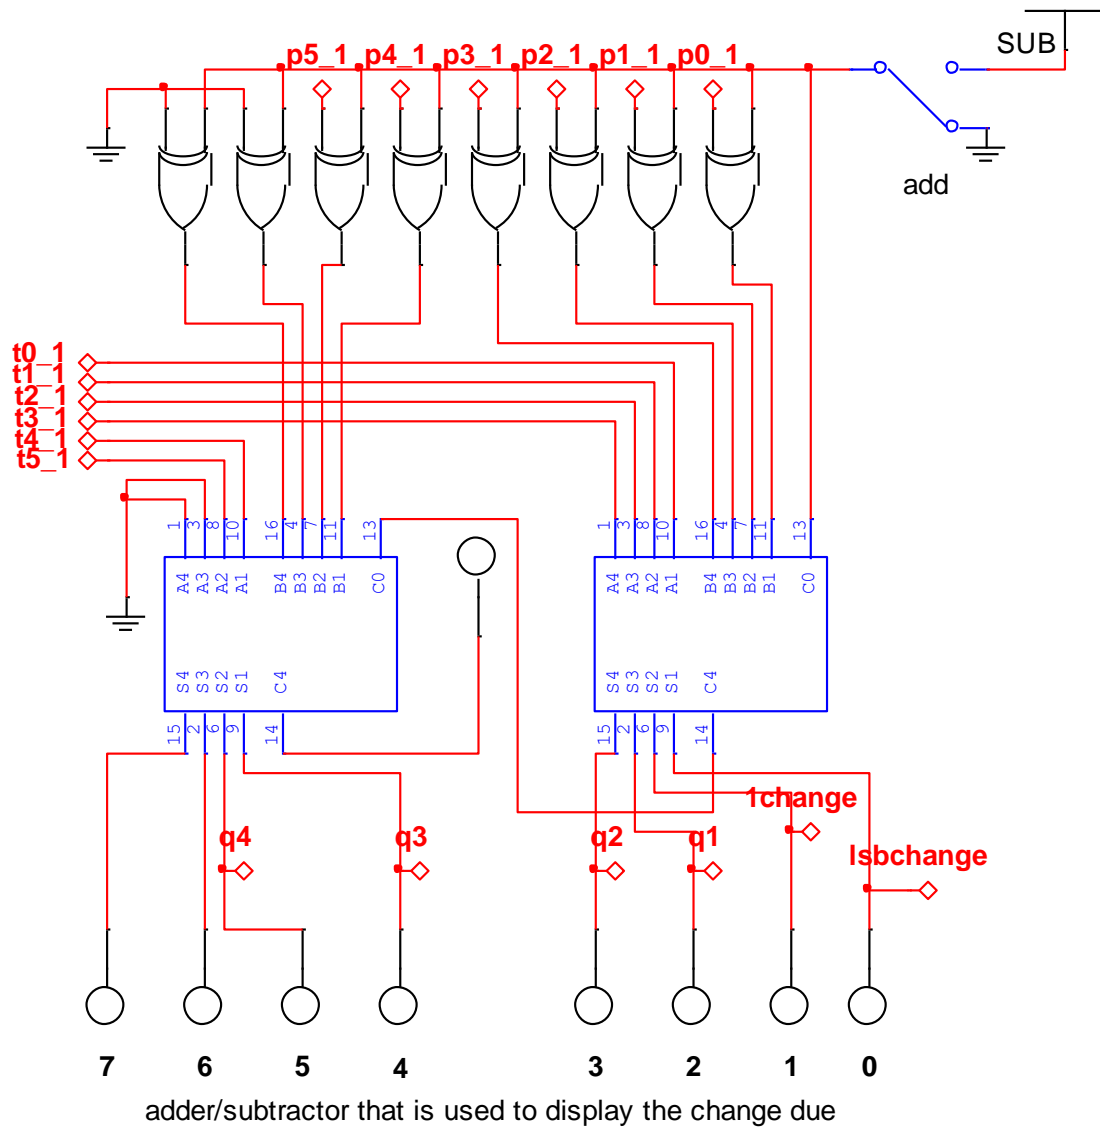 SUB
p5_1 p4_1 p3_1 p2_1 p1_1 p0_1
add
t0_1
t1_1
t2_1
t3_1
t4_1
t5_1
1 3 8 10 16 4 7 11 13
1 3 8 10 16 4 7 11 13
A4 A3 A2 A1 B4 B3 B2 B1 C0
A4 A3 A2 A1 B4 B3 B2 B1 C0
S4 S3 S2 S1 C4
S4 S3 S2 S1 C4
15 2 6 9 14
15 2 6 9 14
1change
q4 q3 q2 q1
lsbchange
7 6 5 4 3 2 1 0
adder/subtractor that is used to display the change due